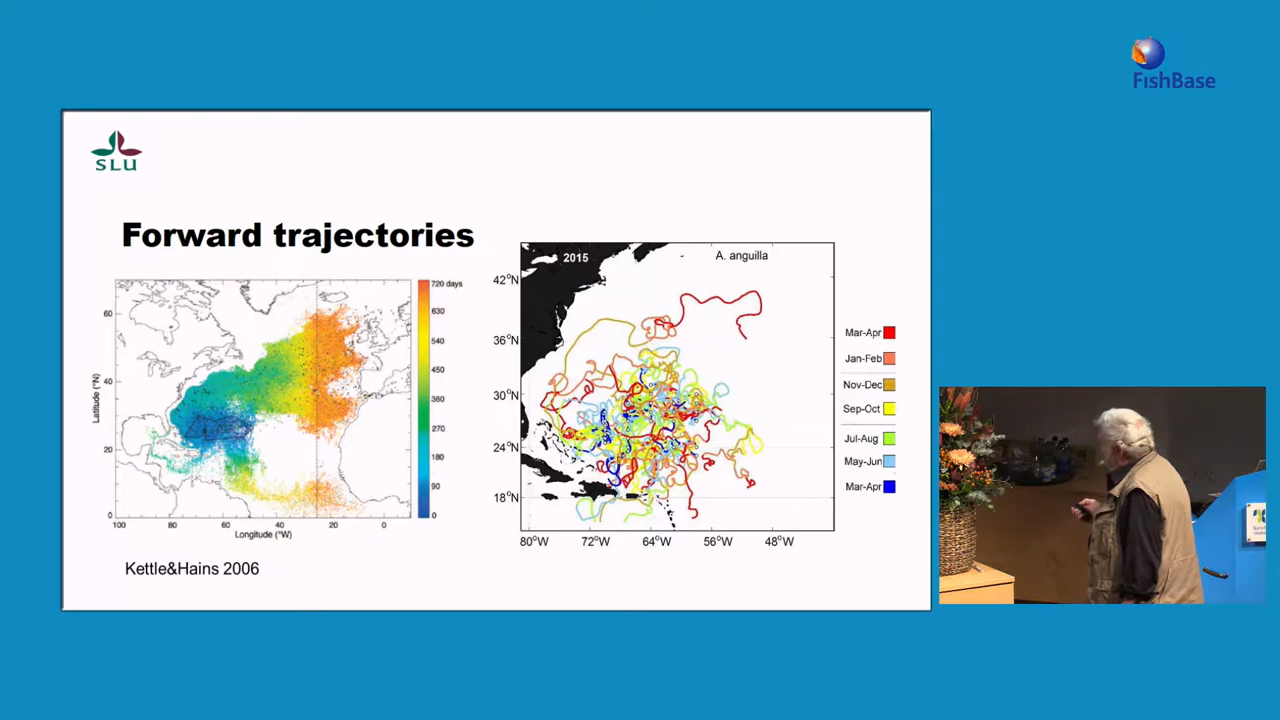 FishBase
SLU
Forward trajectories
2015
A. anguilla
720 days
630
540
450
360
270
180
90
0
60
40
20
0
Latitude (°N)
100
80
60
40
20
0
Longitude (°W)
42°N
36°N
30°N
24°N
18°N
80°W
72°W
64°W
56°W
48°W
Mar-Apr
Jan-Feb
Nov-Dec
Sep-Oct
Jul-Aug
May-Jun
Mar-Apr
Kettle&Hains 2006